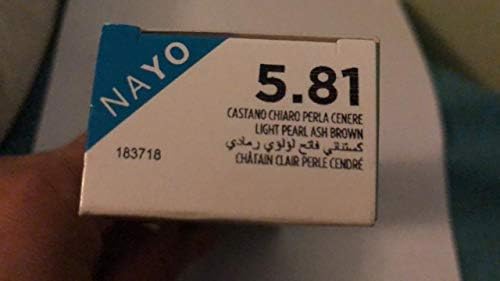 NAYO
5.81
CASTANO CHIARO PERLA CENERE
LIGHT PEARL ASH BROWN
كستنائي فاتح لؤلؤي رمادي
CHÂTAIN CLAIR PERLE CENDRÉ
183718